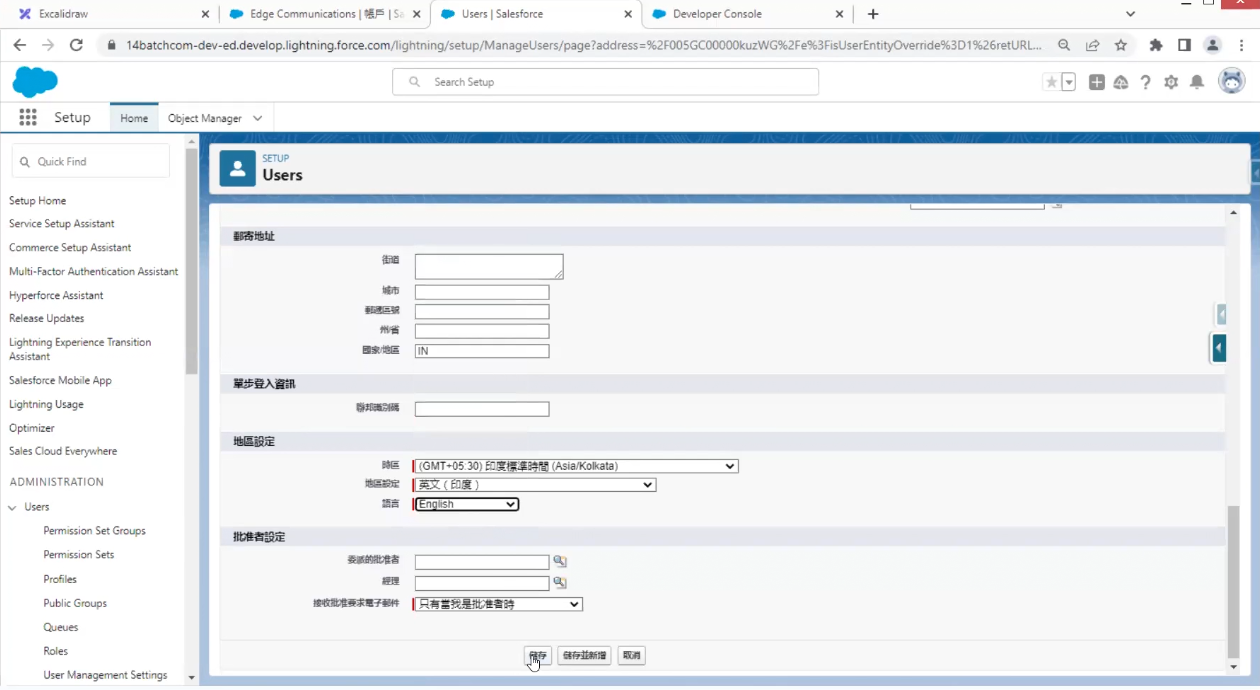 Excalidraw
Edge Communications | 帳戶 | Sa
Users | Salesforce
Developer Console
14batchcom-dev-ed.develop.lightning.force.com/lightning/setup/ManageUsers/page?address=%2F005GC00000kuzWG%2Fe%3FisUserEntityOverride%3D1%26retURL...
Search Setup
Setup
Home
Object Manager
Quick Find
SETUP
Users
Setup Home
Service Setup Assistant
Commerce Setup Assistant
Multi-Factor Authentication Assistant
Hyperforce Assistant
Release Updates
Lightning Experience Transition
Assistant
Salesforce Mobile App
Lightning Usage
Optimizer
Sales Cloud Everywhere
ADMINISTRATION
Users
Permission Set Groups
Permission Sets
Profiles
Public Groups
Queues
Roles
User Management Settings
郵寄地址
街道
城市
郵遞區號
州/省
國家/地區 IN
單步登入資訊
聯邦識別碼
地區設定
時區 (GMT+05:30) 印度標準時間 (Asia/Kolkata)
地區設定 英文 ( 印度 )
語言 English
批准者設定
委派的批准者
經理
接收批准要求電子郵件 只有當我是批准者時
儲存 儲存並新增 取消